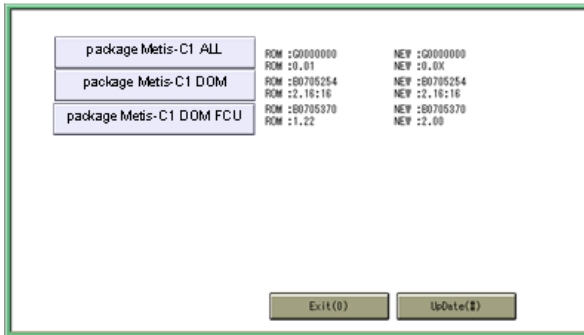 package Metis-C1 ALL
ROM :G0000000 NEW :G0000000
ROM :0.01 NEW :0.0X
package Metis-C1 DOM
ROM :B0705254 NEW :B0705254
ROM :2.16:16 NEW :2.16:16
package Metis-C1 DOM FCU
ROM :B0705370 NEW :B0705370
ROM :1.22 NEW :2.00
Exit(0) UpDate(#)